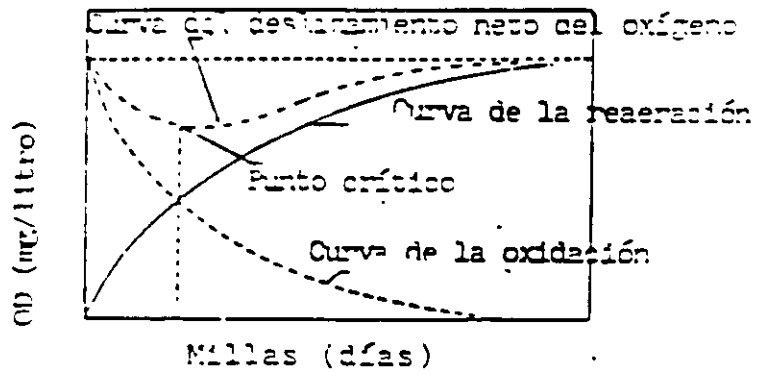 Curva del deslizamiento neto del oxígeno
Curva de la reaeración
Punto crítico
Curva de la oxidación
OD (mg/litro)
Millas (días)